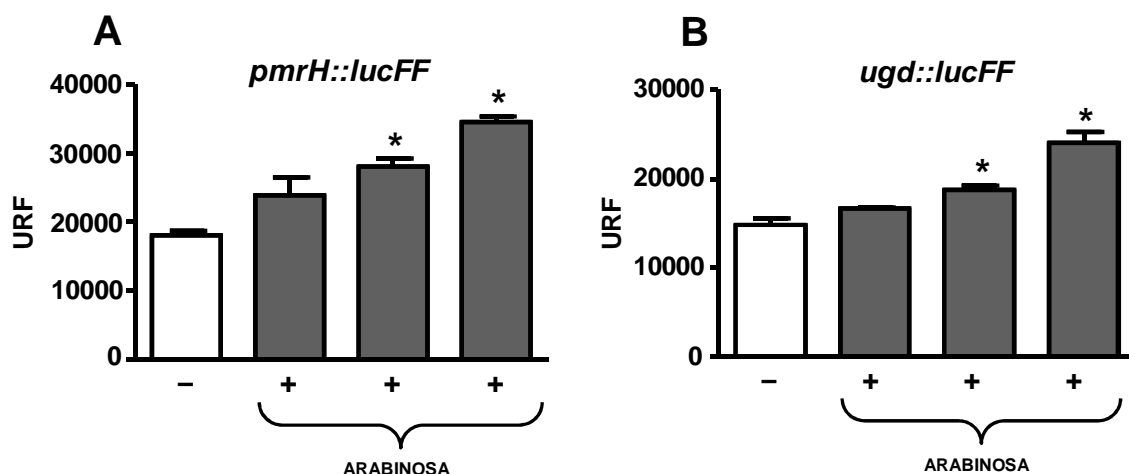 A
pmrH::lucFF
40000
30000
20000
10000
0
URF
* *
− + + +
ARABINOSA
B
ugd::lucFF
30000
20000
10000
0
URF
* *
− + + +
ARABINOSA